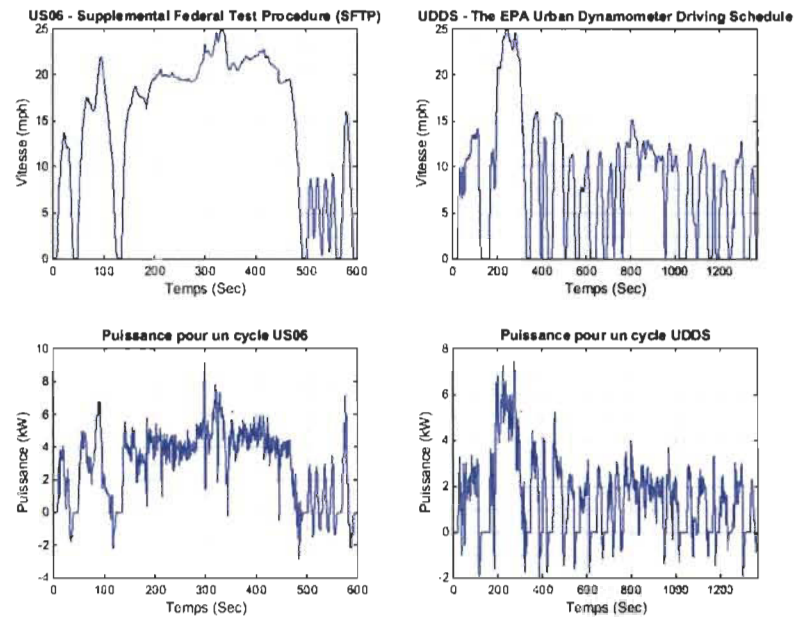 US06 - Supplemental Federal Test Procedure (SFTP)
25
20
15
10
5
0
Vitesse (mph)
0 100 200 300 400 500 600
Temps (Sec)
UDDS - The EPA Urban Dynamometer Driving Schedule
25
20
15
10
5
0
Vitesse (mph)
0 200 400 600 800 1000 1200
Temps (Sec)
Puissance pour un cycle US06
10
8
6
4
2
0
-2
-4
Puissance (kW)
0 100 200 300 400 500 600
Temps (Sec)
Puissance pour un cycle UDDS
8
6
4
2
0
-2
Puissance (kW)
0 200 400 600 800 1000 1200
Temps (Sec)